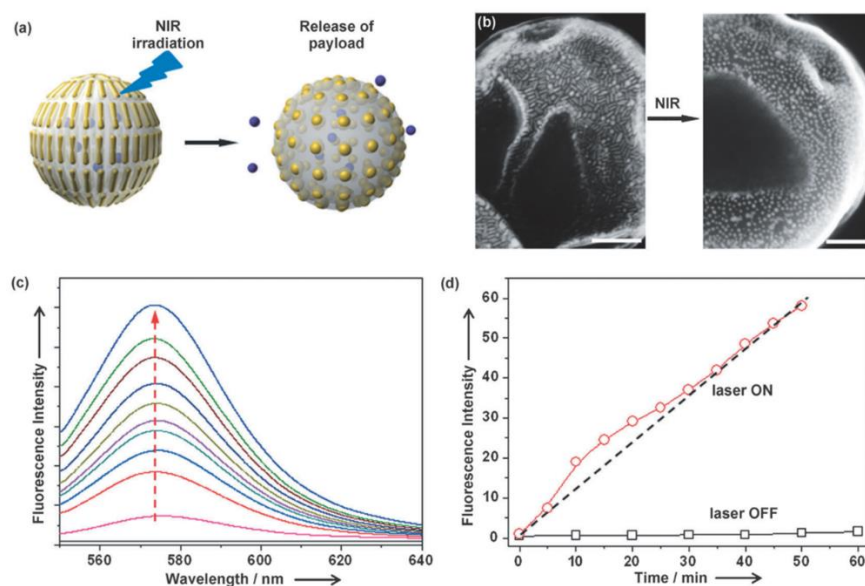 (a)
NIR
irradiation
Release of
payload
(b)
NIR
(c)
Fluorescence Intensity
560
580
600
620
640
Wavelength / nm
(d)
Fluorescence Intensity
60
50
40
30
20
10
0
laser ON
laser OFF
0
10
20
30
40
50
60
Time / min